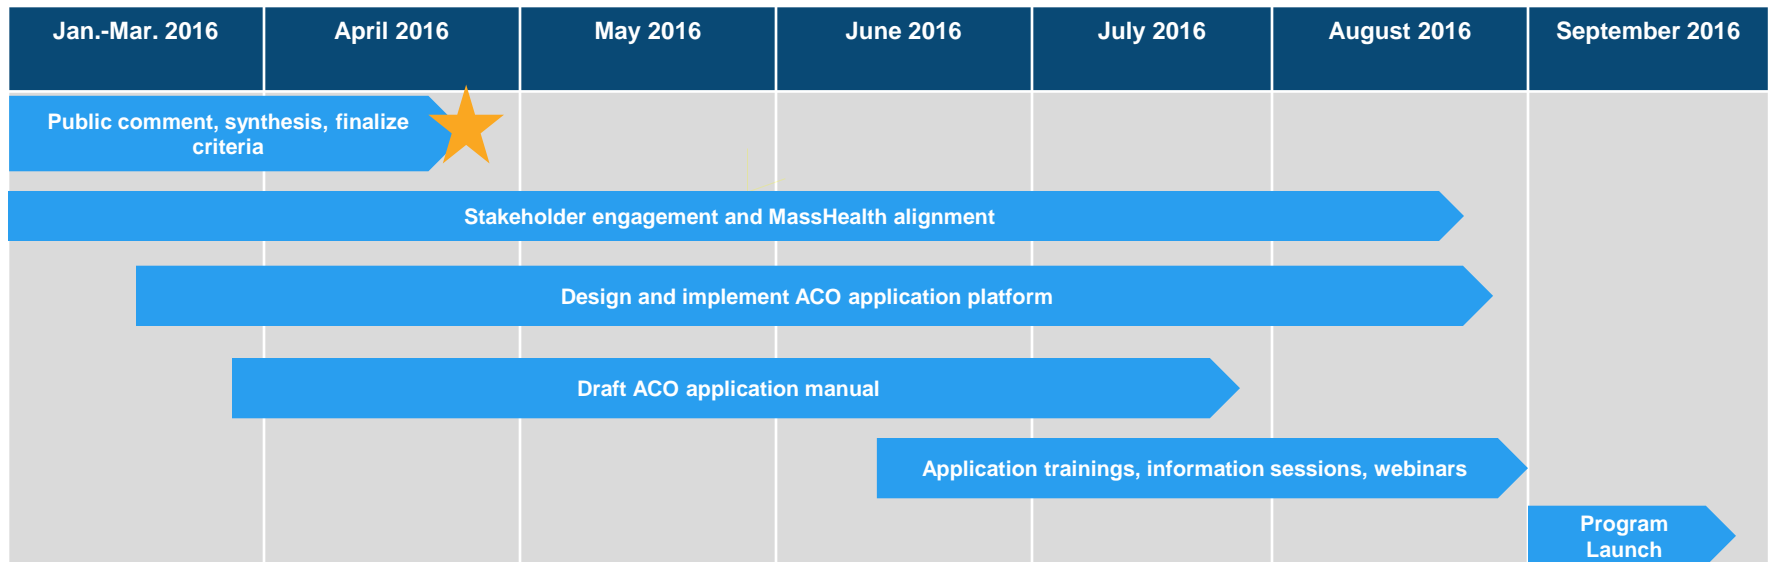 Jan.-Mar. 2016
April 2016
May 2016
June 2016
July 2016
August 2016
September 2016
Public comment, synthesis, finalize
criteria
Stakeholder engagement and MassHealth alignment
Design and implement ACO application platform
Draft ACO application manual
Application trainings, information sessions, webinars
Program
Launch